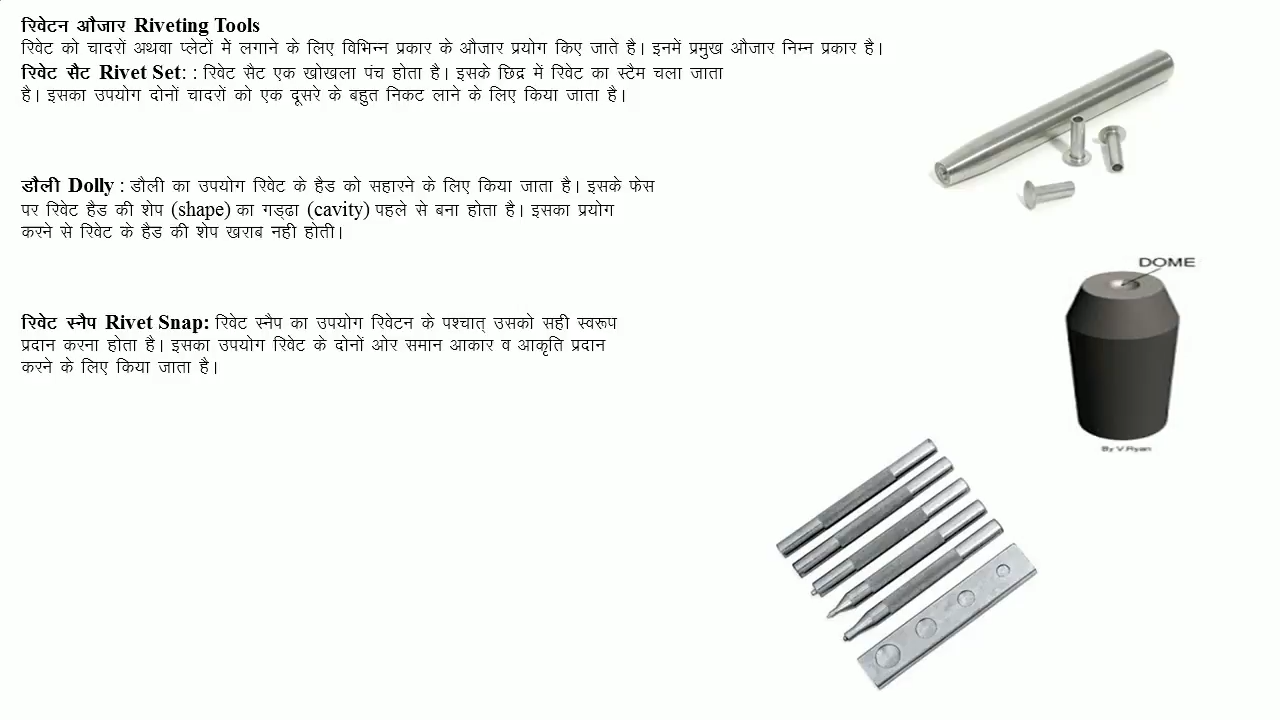 रिवेटन औजार Riveting Tools
रिवेट को चादरों अथवा प्लेटों में लगाने के लिए विभिन्न प्रकार के औजार प्रयोग किए जाते है। इनमें प्रमुख औजार निम्न प्रकार है।
रिवेट सैट Rivet Set: : रिवेट सैट एक खोखला पंच होता है। इसके छिद्र में रिवेट का स्टैम चला जाता
है। इसका उपयोग दोनों चादरों को एक दूसरे के बहुत निकट लाने के लिए किया जाता है।
डौली Dolly : डौली का उपयोग रिवेट के हैड को सहारने के लिए किया जाता है। इसके फेस
पर रिवेट हैड की शेप (shape) का गड्ढा (cavity) पहले से बना होता है। इसका प्रयोग
करने से रिवेट के हैड की शेप खराब नही होती।
DOME
रिवेट स्नैप Rivet Snap: रिवेट स्नैप का उपयोग रिवेटन के पश्चात् उसको सही स्वरूप
प्रदान करना होता है। इसका उपयोग रिवेट के दोनों ओर समान आकार व आकृति प्रदान
करने के लिए किया जाता है।
By V.Ryan